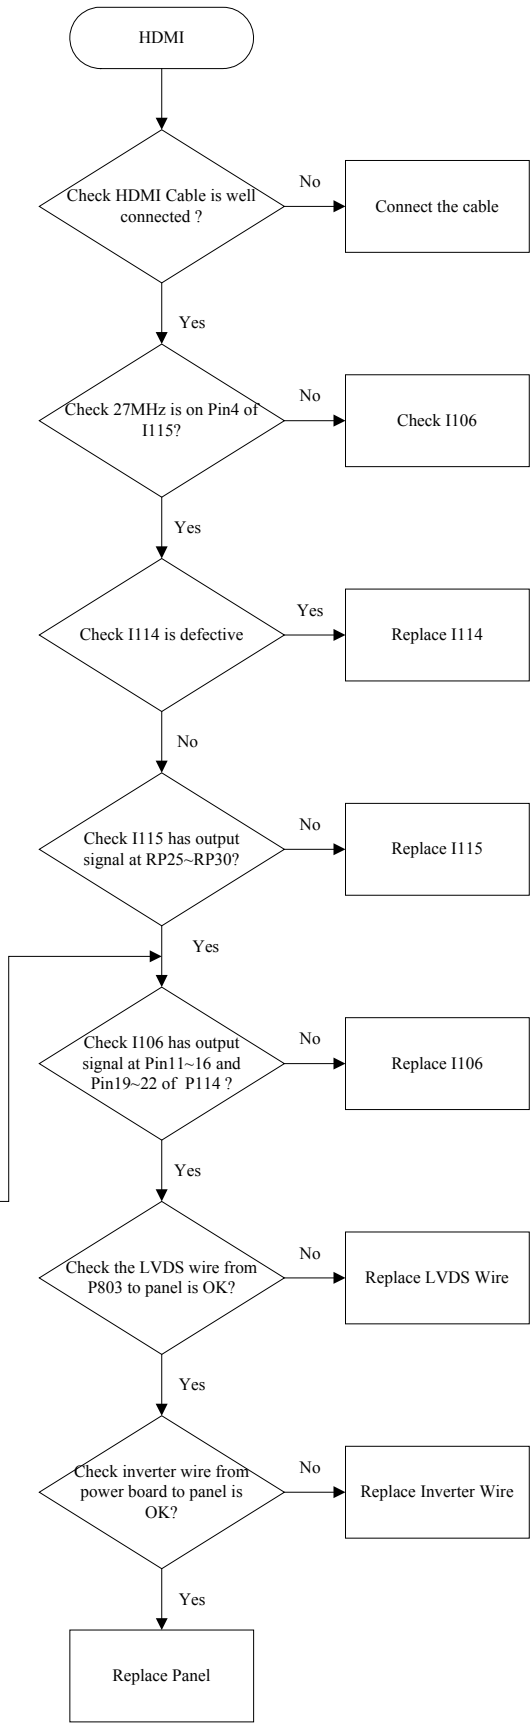 HDMI
Check HDMI Cable is well
connected ?
No
Connect the cable
Yes
Check 27MHz is on Pin4 of
I115?
No
Check I106
Yes
Check I114 is defective
Yes
Replace I114
No
Check I115 has output
signal at RP25~RP30?
No
Replace I115
Yes
Check I106 has output
signal at Pin11~16 and
Pin19~22 of P114 ?
No
Replace I106
Yes
Check the LVDS wire from
P803 to panel is OK?
No
Replace LVDS Wire
Yes
Check inverter wire from
power board to panel is
OK?
No
Replace Inverter Wire
Yes
Replace Panel